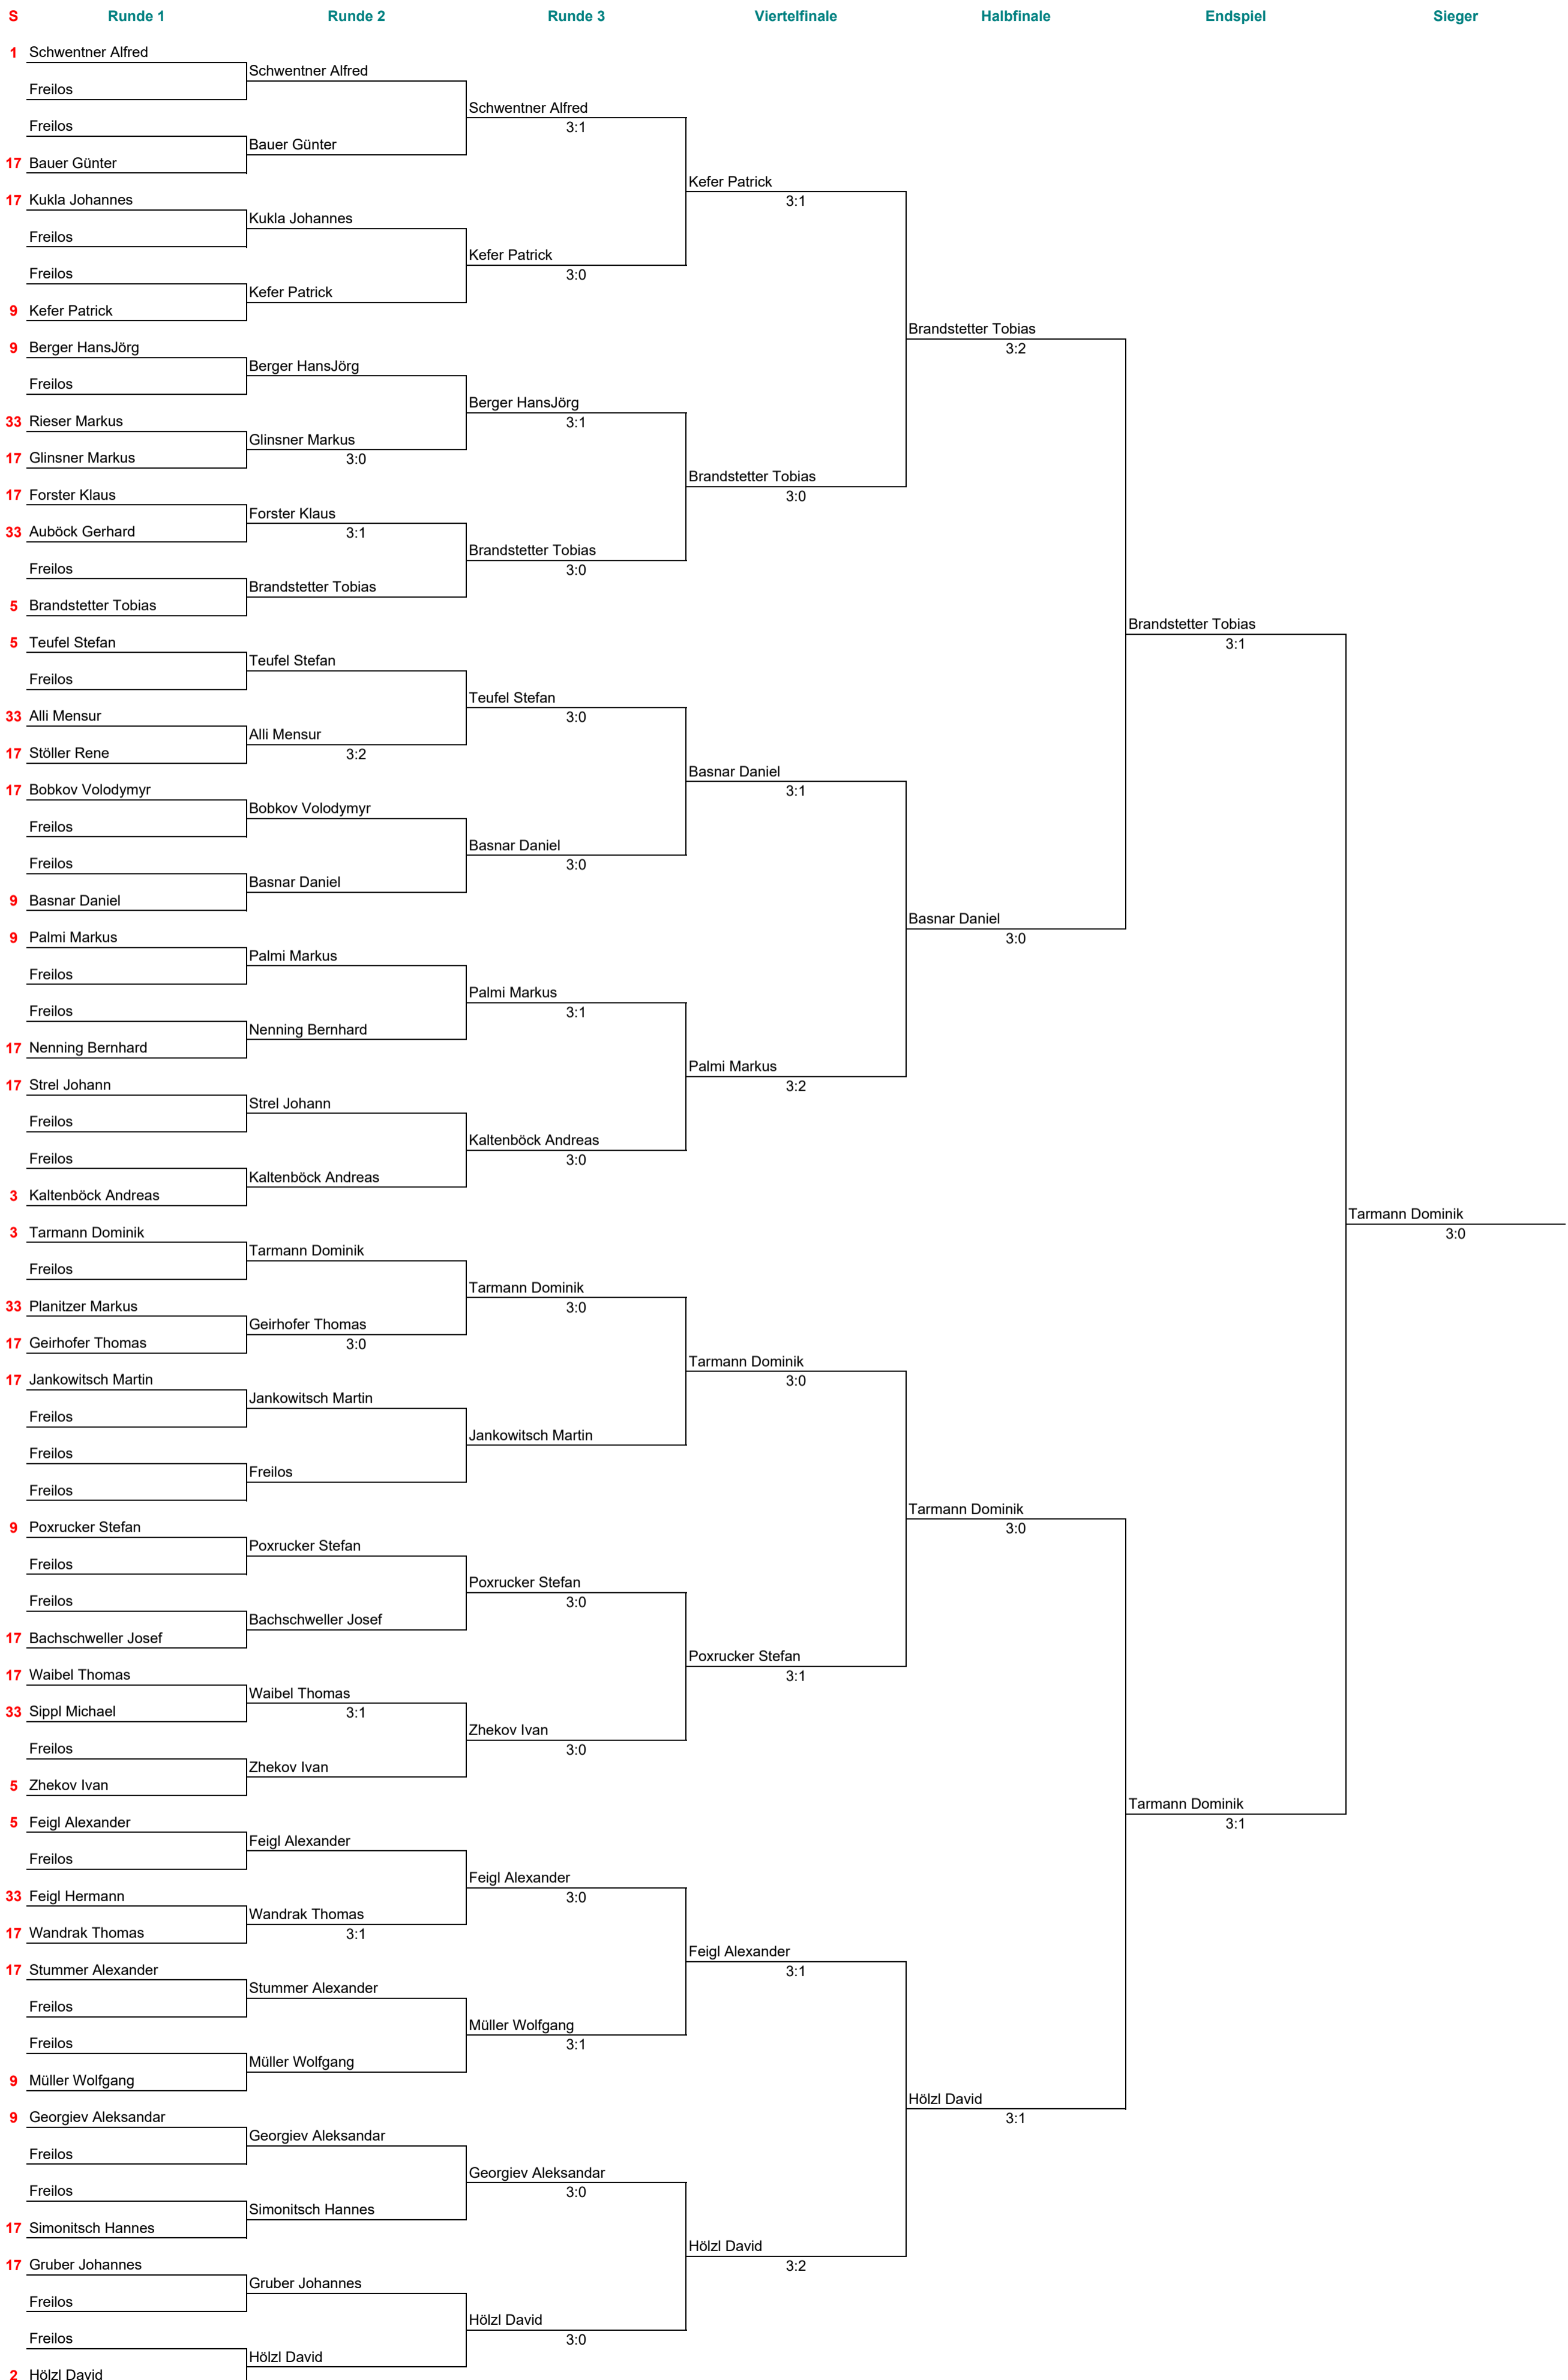 S Runde 1 Runde 2 Runde 3 Viertelfinale Halbfinale Endspiel Sieger
1 Schwentner Alfred
Schwentner Alfred
Freilos
Schwentner Alfred
Freilos
3:1
Bauer Günter
17 Bauer Günter
Kefer Patrick
17 Kukla Johannes
3:1
Kukla Johannes
Freilos
Kefer Patrick
Freilos
3:0
Kefer Patrick
9 Kefer Patrick
Brandstetter Tobias
9 Berger HansJörg
3:2
Berger HansJörg
Freilos
Berger HansJörg
33 Rieser Markus
3:1
Glinsner Markus
17 Glinsner Markus
3:0
Brandstetter Tobias
17 Forster Klaus
3:0
Forster Klaus
33 Auböck Gerhard
3:1
Brandstetter Tobias
Freilos
3:0
Brandstetter Tobias
5 Brandstetter Tobias
Brandstetter Tobias
5 Teufel Stefan
3:1
Teufel Stefan
Freilos
Teufel Stefan
33 Alli Mensur
3:0
Alli Mensur
17 Stöller Rene
3:2
Basnar Daniel
17 Bobkov Volodymyr
3:1
Bobkov Volodymyr
Freilos
Basnar Daniel
Freilos
3:0
Basnar Daniel
9 Basnar Daniel
Basnar Daniel
9 Palmi Markus
3:0
Palmi Markus
Freilos
Palmi Markus
Freilos
3:1
Nenning Bernhard
17 Nenning Bernhard
Palmi Markus
17 Strel Johann
3:2
Strel Johann
Freilos
Kaltenböck Andreas
Freilos
3:0
Kaltenböck Andreas
3 Kaltenböck Andreas
Tarmann Dominik
3 Tarmann Dominik
3:0
Tarmann Dominik
Freilos
Tarmann Dominik
33 Planitzer Markus
3:0
Geirhofer Thomas
17 Geirhofer Thomas
3:0
Tarmann Dominik
17 Jankowitsch Martin
3:0
Jankowitsch Martin
Freilos
Jankowitsch Martin
Freilos
Freilos
Freilos
Tarmann Dominik
9 Poxrucker Stefan
3:0
Poxrucker Stefan
Freilos
Poxrucker Stefan
Freilos
3:0
Bachschweller Josef
17 Bachschweller Josef
Poxrucker Stefan
17 Waibel Thomas
3:1
Waibel Thomas
33 Sippl Michael
3:1
Zhekov Ivan
Freilos
3:0
Zhekov Ivan
5 Zhekov Ivan
Tarmann Dominik
5 Feigl Alexander
3:1
Feigl Alexander
Freilos
Feigl Alexander
33 Feigl Hermann
3:0
Wandrak Thomas
17 Wandrak Thomas
3:1
Feigl Alexander
17 Stummer Alexander
3:1
Stummer Alexander
Freilos
Müller Wolfgang
Freilos
3:1
Müller Wolfgang
9 Müller Wolfgang
Hölzl David
9 Georgiev Aleksandar
3:1
Georgiev Aleksandar
Freilos
Georgiev Aleksandar
Freilos
3:0
Simonitsch Hannes
17 Simonitsch Hannes
Hölzl David
17 Gruber Johannes
3:2
Gruber Johannes
Freilos
Hölzl David
Freilos
3:0
Hölzl David
2 Hölzl David